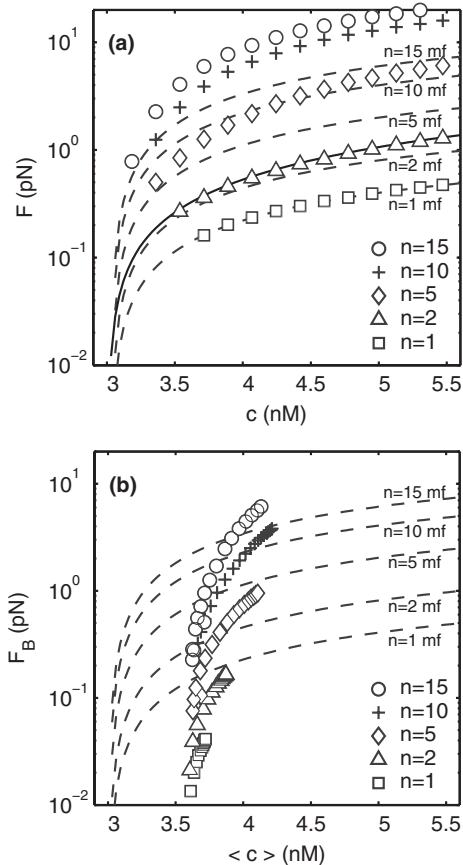 (a)
10^1
10^0
10^-1
10^-2
F (pN)
n=15 mf
n=10 mf
n=5 mf
n=2 mf
n=1 mf
n=15
n=10
n=5
n=2
n=1
3 3.5 4 4.5 5 5.5
c (nM)
(b)
10^1
10^0
10^-1
10^-2
F_B (pN)
n=15 mf
n=10 mf
n=5 mf
n=2 mf
n=1 mf
n=15
n=10
n=5
n=2
n=1
3 3.5 4 4.5 5 5.5
< c > (nM)